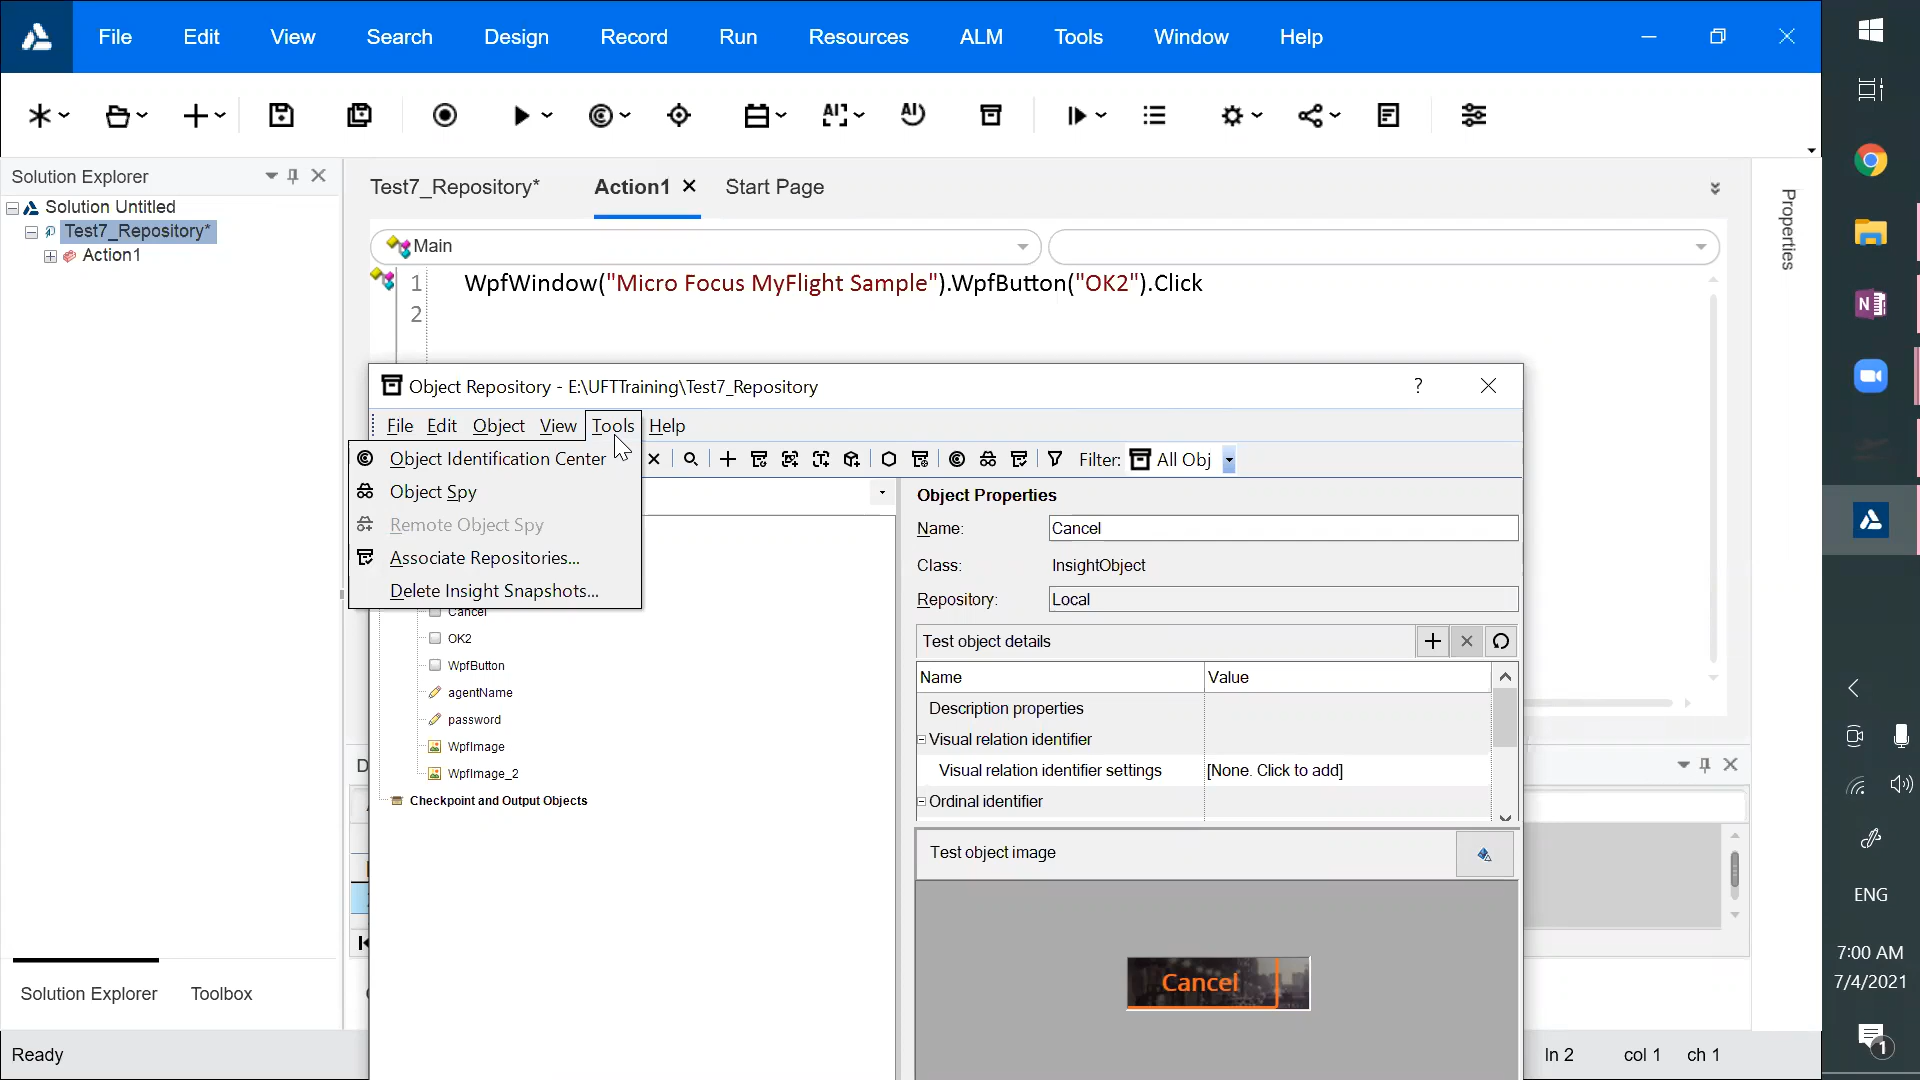 File Edit View Search Design Record Run Resources ALM Tools Window Help
Solution Explorer
Solution Untitled
Test7_Repository*
Action1
Test7_Repository* Action1 Start Page
Main
1 WpfWindow("Micro Focus MyFlight Sample").WpfButton("OK2").Click
2
Properties
Object Repository - E:\UFTTraining\Test7_Repository
?
File Edit Object View Tools Help
Object Identification Center
Object Spy
Remote Object Spy
Associate Repositories...
Delete Insight Snapshots...
Filter: All Obj
Cancel
OK2
WpfButton
agentName
password
WpfImage
WpfImage_2
Checkpoint and Output Objects
Object Properties
Name: Cancel
Class: InsightObject
Repository: Local
Test object details
Name Value
Description properties
Visual relation identifier
Visual relation identifier settings [None. Click to add]
Ordinal identifier
Test object image
Cancel
Solution Explorer Toolbox
Ready
ln 2 col 1 ch 1
ENG
7:00 AM
7/4/2021
1